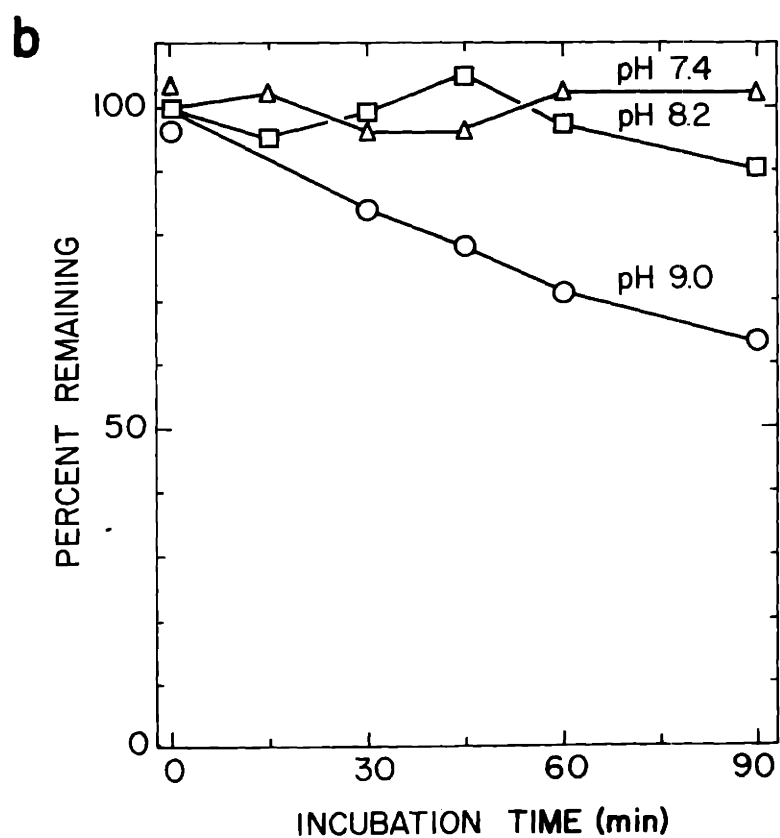 b
pH 7.4
100
pH 8.2
pH 9.0
PERCENT REMAINING
50
0
0 30 60 90
INCUBATION TIME (min)